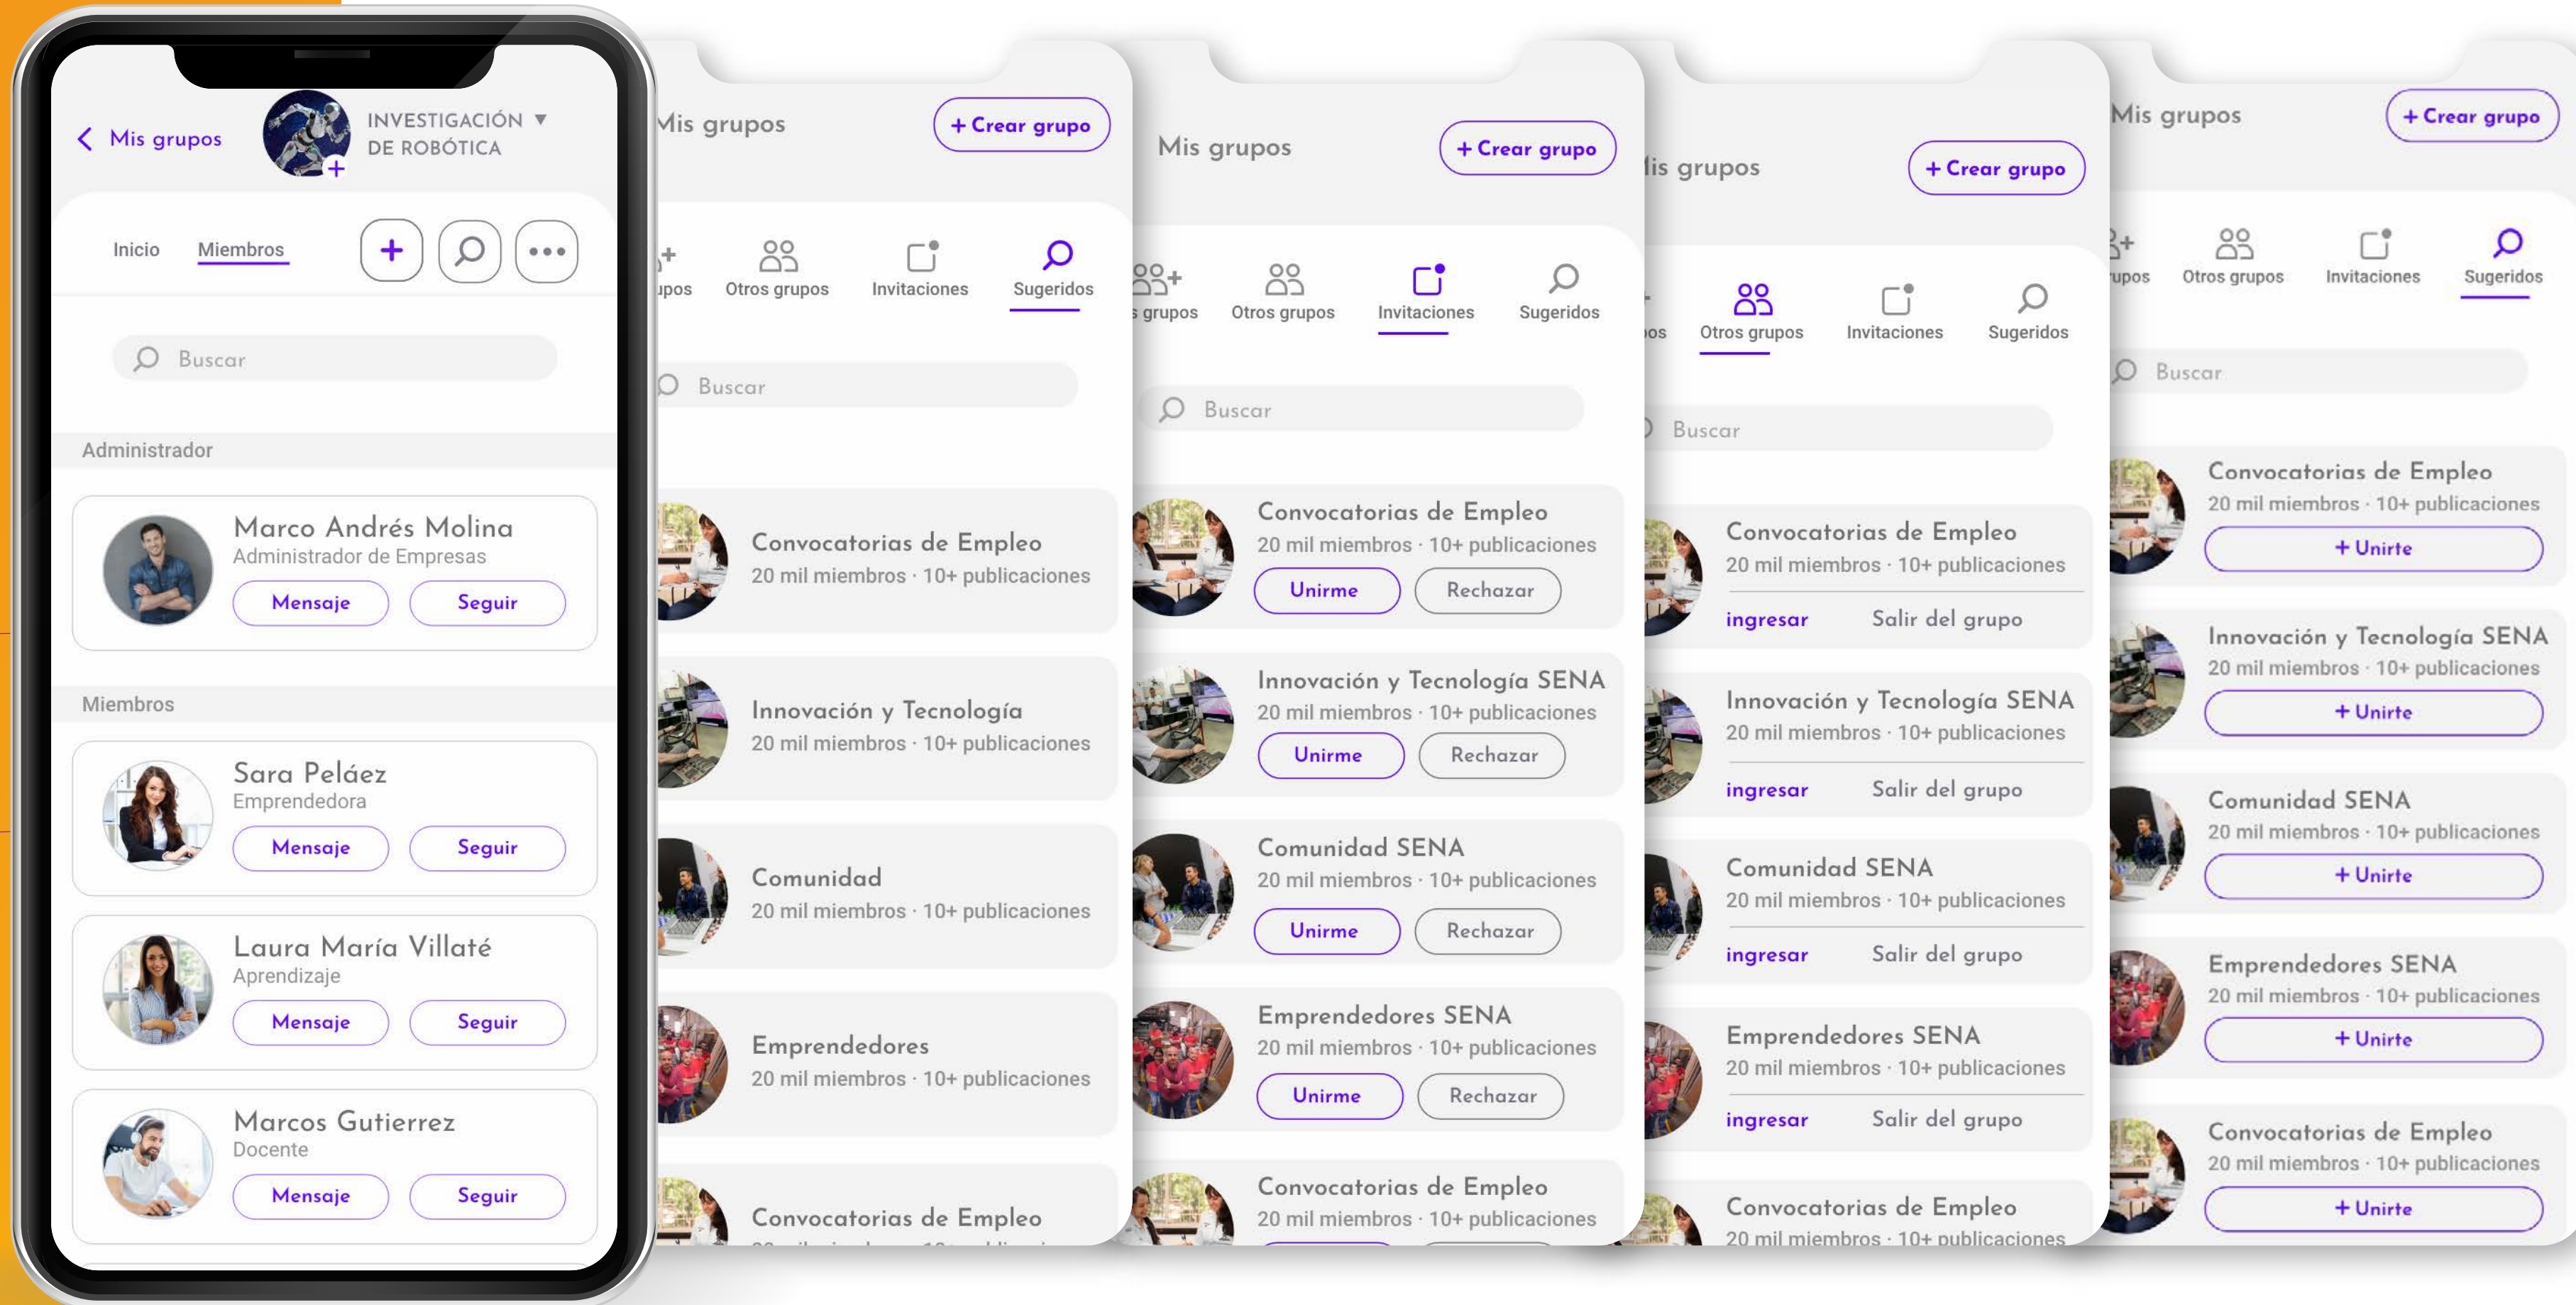 Mis grupos
INVESTIGACIÓN
DE ROBÓTICA
Inicio Miembros
Buscar
Administrador
Marco Andrés Molina
Administrador de Empresas
Mensaje Seguir
Miembros
Sara Peláez
Emprendedora
Mensaje Seguir
Laura María Villaté
Aprendizaje
Mensaje Seguir
Marcos Gutierrez
Docente
Mensaje Seguir
Mis grupos
+ Crear grupo
Otros grupos Invitaciones Sugeridos
Buscar
Convocatorias de Empleo
20 mil miembros · 10+ publicaciones
Innovación y Tecnología
20 mil miembros · 10+ publicaciones
Comunidad
20 mil miembros · 10+ publicaciones
Emprendedores
20 mil miembros · 10+ publicaciones
Convocatorias de Empleo
Mis grupos
+ Crear grupo
s grupos Otros grupos Invitaciones Sugeridos
Buscar
Convocatorias de Empleo
20 mil miembros · 10+ publicaciones
Unirme Rechazar
Innovación y Tecnología SENA
20 mil miembros · 10+ publicaciones
Unirme Rechazar
Comunidad SENA
20 mil miembros · 10+ publicaciones
Unirme Rechazar
Emprendedores SENA
20 mil miembros · 10+ publicaciones
Unirme Rechazar
Convocatorias de Empleo
20 mil miembros · 10+ publicaciones
is grupos
+ Crear grupo
os Otros grupos Invitaciones Sugeridos
Buscar
Convocatorias de Empleo
20 mil miembros · 10+ publicaciones
ingresar Salir del grupo
Innovación y Tecnología SENA
20 mil miembros · 10+ publicaciones
ingresar Salir del grupo
Comunidad SENA
20 mil miembros · 10+ publicaciones
ingresar Salir del grupo
Emprendedores SENA
20 mil miembros · 10+ publicaciones
ingresar Salir del grupo
Convocatorias de Empleo
20 mil miembros · 10+ publicaciones
Mis grupos
+ Crear grupo
upos Otros grupos Invitaciones Sugeridos
Buscar
Convocatorias de Empleo
20 mil miembros · 10+ publicaciones
+ Unirte
Innovación y Tecnología SENA
20 mil miembros · 10+ publicaciones
+ Unirte
Comunidad SENA
20 mil miembros · 10+ publicaciones
+ Unirte
Emprendedores SENA
20 mil miembros · 10+ publicaciones
+ Unirte
Convocatorias de Empleo
20 mil miembros · 10+ publicaciones
+ Unirte